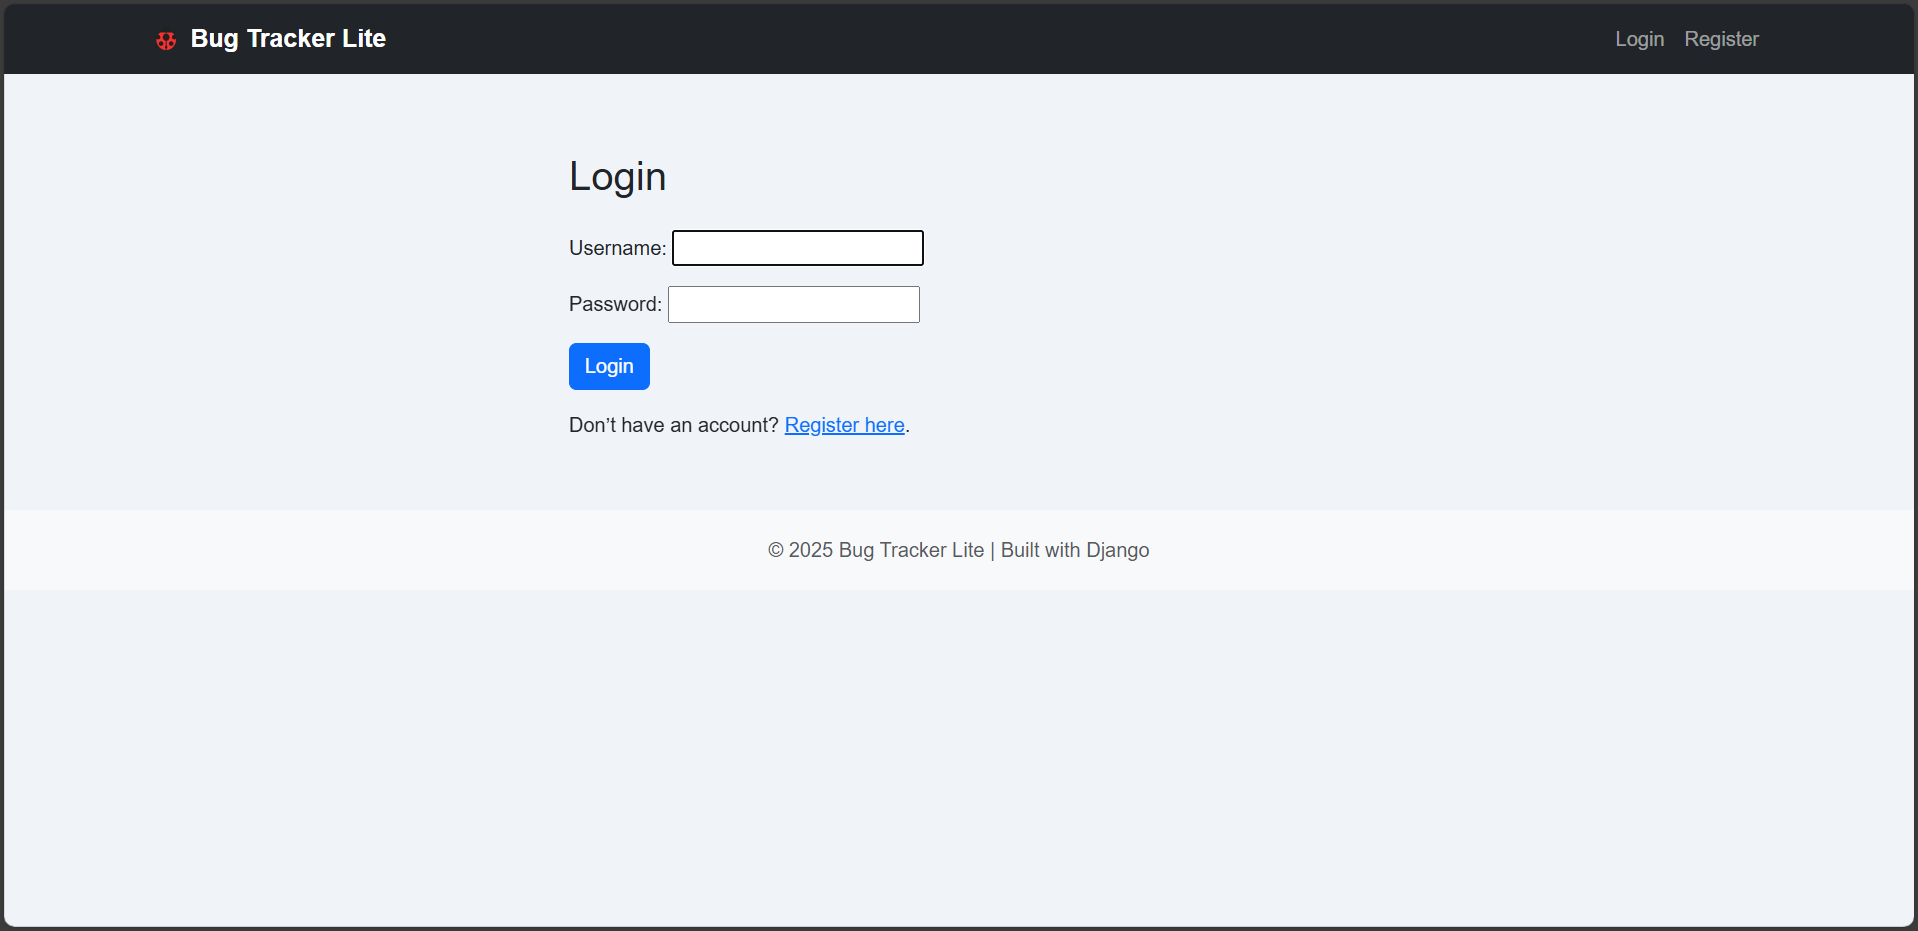 Bug Tracker Lite
Login Register
Login
Username:
Password:
Login
Don’t have an account? Register here.
© 2025 Bug Tracker Lite | Built with Django